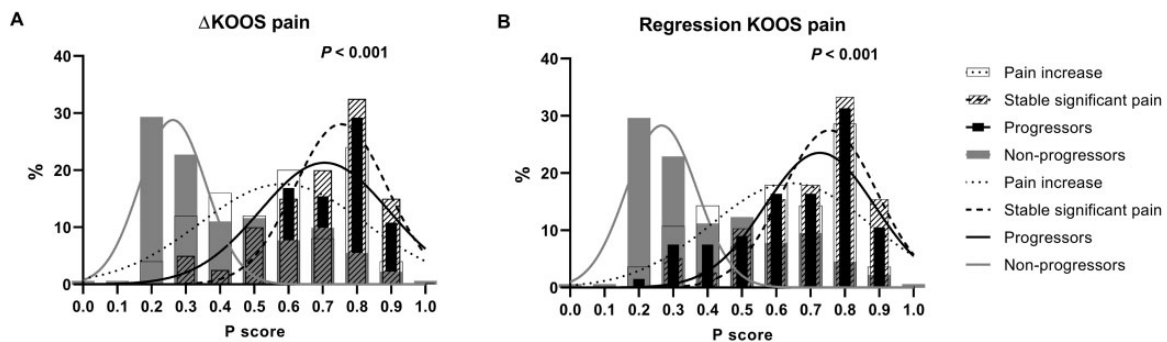 A
ΔKOOS pain
P < 0.001
40
30
20
10
0
%
0.0 0.1 0.2 0.3 0.4 0.5 0.6 0.7 0.8 0.9 1.0
P score
B
Regression KOOS pain
P < 0.001
40
30
20
10
0
%
0.0 0.1 0.2 0.3 0.4 0.5 0.6 0.7 0.8 0.9 1.0
P score
Pain increase
Stable significant pain
Progressors
Non-progressors
Pain increase
Stable significant pain
Progressors
Non-progressors